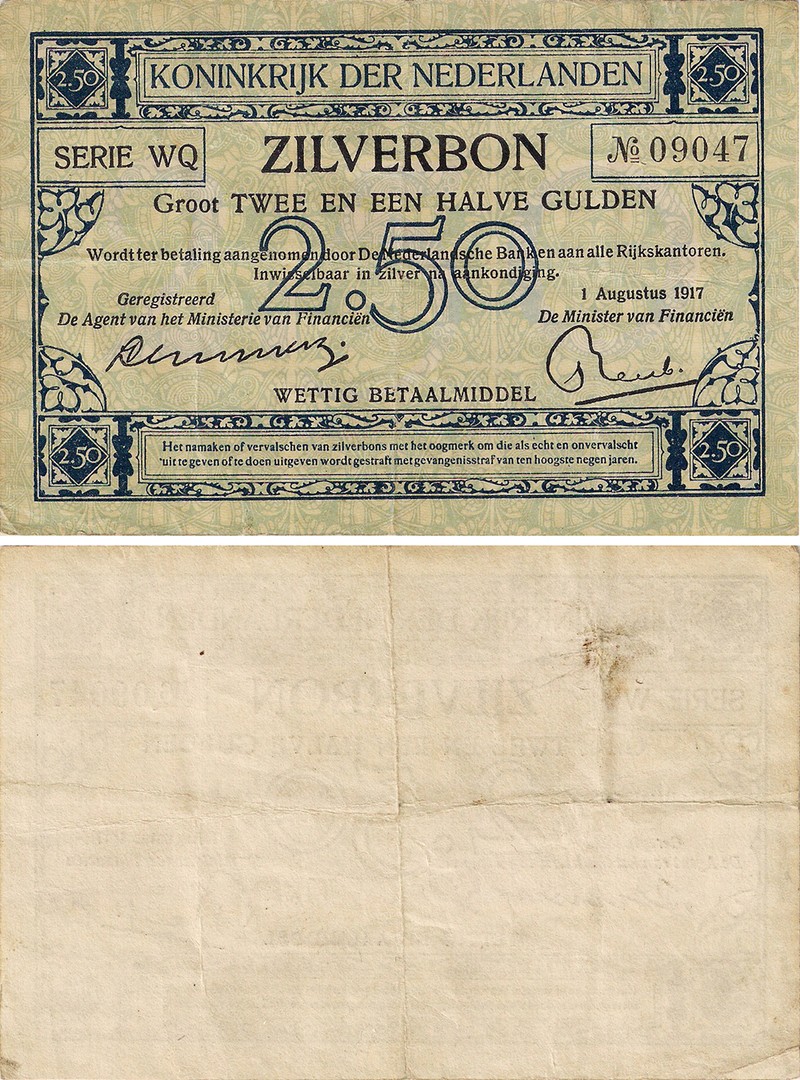 2.50 KONINKRIJK DER NEDERLANDEN 2.50
SERIE WQ ZILVERBON № 09047
Groot TWEE EN EEN HALVE GULDEN
2.50
Wordt ter betaling aangenomen door De Nederlandsche Bank en aan alle Rijkskantoren.
Inwisselbaar in zilver na aankondiging.
Geregistreerd 1 Augustus 1917
De Agent van het Ministerie van Financiën De Minister van Financiën
WETTIG BETAALMIDDEL
2.50 2.50
Het namaken of vervalschen van zilverbons met het oogmerk om die als echt en onvervalscht
uit te geven of te doen uitgeven wordt gestraft met gevangenisstraf van ten hoogste negen jaren.